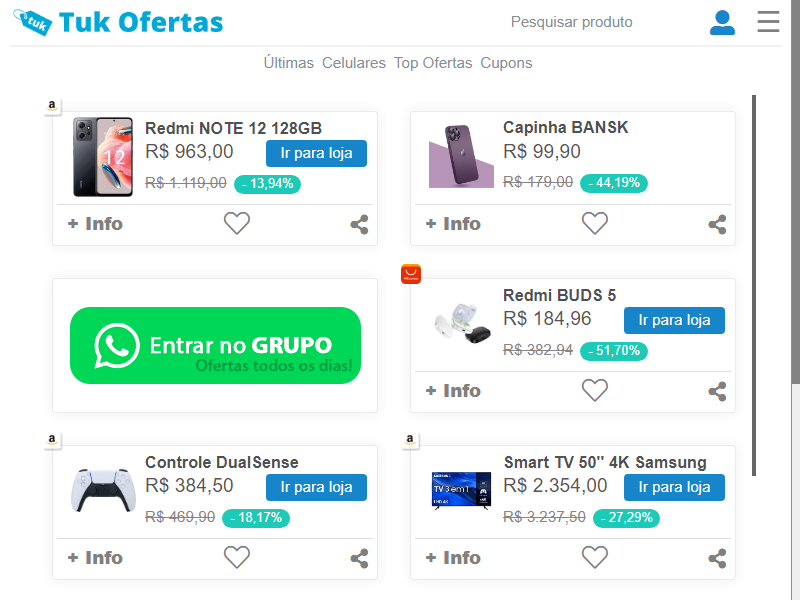 tuk Tuk Ofertas
Pesquisar produto
Últimas Celulares Top Ofertas Cupons
a
Redmi NOTE 12 128GB
R$ 963,00
Ir para loja
R$ 1.119,00
- 13,94%
+ Info
Capinha BANSK
R$ 99,90
R$ 179,00
- 44,19%
+ Info
Entrar no GRUPO
Ofertas todos os dias!
Redmi BUDS 5
R$ 184,96
Ir para loja
R$ 382,94
- 51,70%
+ Info
a
Controle DualSense
R$ 384,50
Ir para loja
R$ 469,90
- 18,17%
+ Info
a
Smart TV 50" 4K Samsung
TV 3 em 1
R$ 2.354,00
Ir para loja
R$ 3.237,50
- 27,29%
+ Info